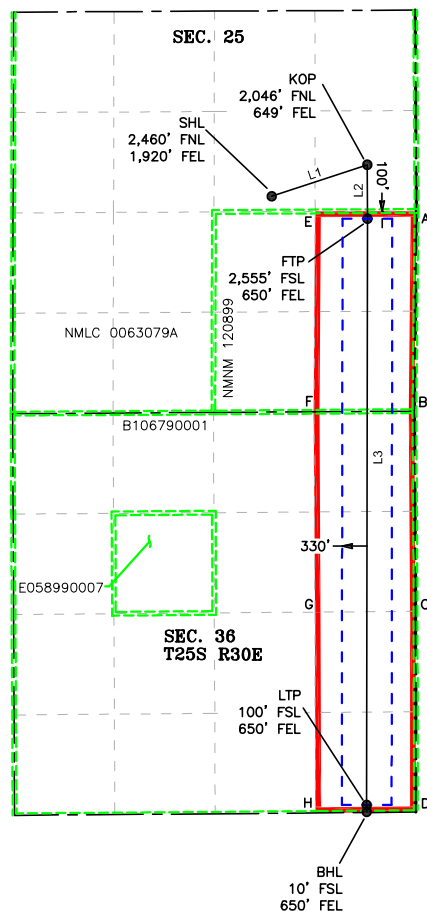 SEC. 25
KOP
2,046' FNL
649' FEL
SHL
2,460' FNL
1,920' FEL
L1
L2
100'
E
A
FTP
2,555' FSL
650' FEL
NMLC 0063079A
NMNM 120899
F
B
B106790001
L3
330'
E058990007
G
C
SEC. 36
T25S R30E
LTP
100' FSL
650' FEL
H
D
BHL
10' FSL
650' FEL